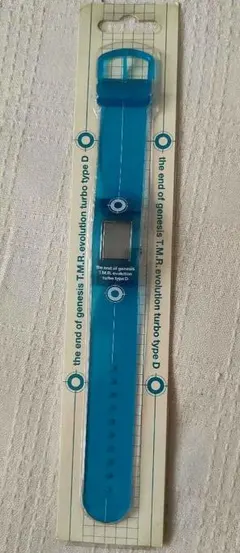 the end of genesis T.M.R. evolution turbo type D
the end of genesis T.M.R. evolution turbo type D
the end of genesis
T.M.R. evolution
turbo type D